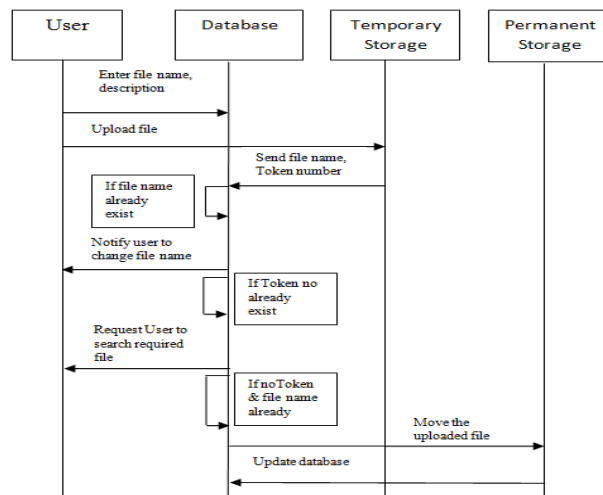 User
Database
Temporary
Storage
Permanent
Storage
Enter file name,
description
Upload file
Send file name,
Token number
If file name
already
exist
Notify user to
change file name
If Token no
already
exist
Request User to
search required
file
If noToken
& file name
already
Move the
uploaded file
Update database